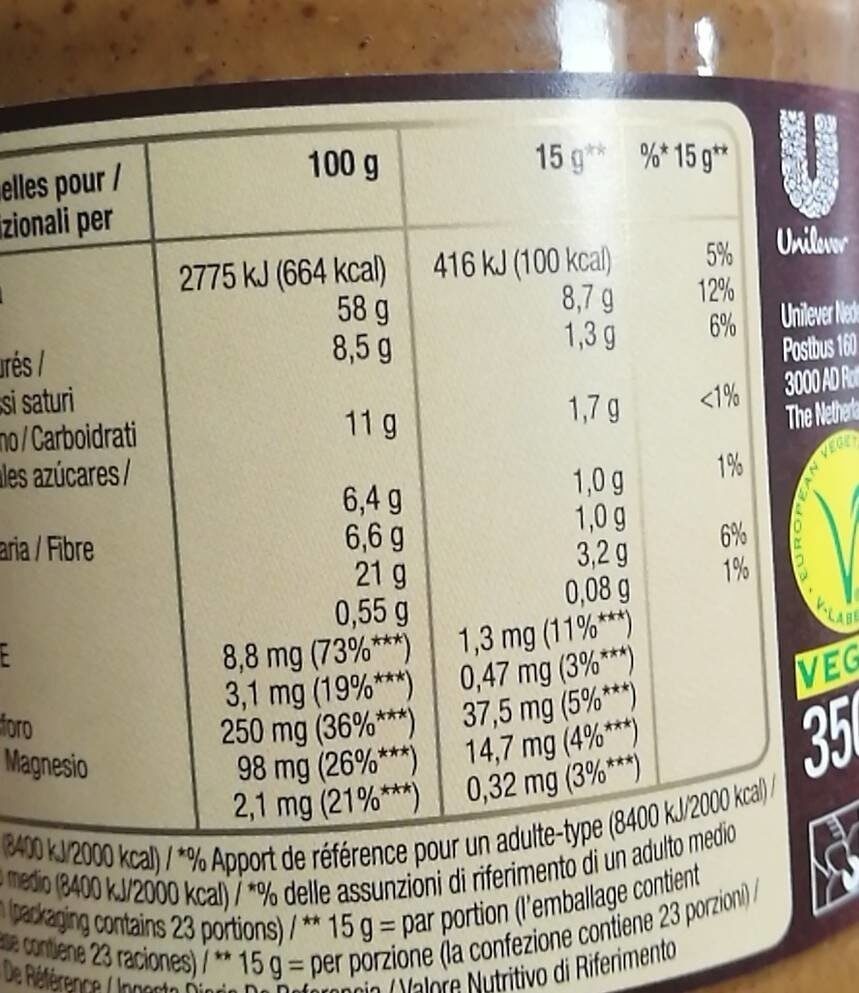 elles pour / 100 g 15 g** %* 15 g**
zionali per
2775 kJ (664 kcal) 416 kJ (100 kcal) 5%
58 g 8,7 g 12%
urés / 8,5 g 1,3 g 6%
si saturi
no / Carboidrati 11 g 1,7 g <1%
les azúcares /
6,4 g 1,0 g 1%
aria / Fibre 6,6 g 1,0 g
21 g 3,2 g 6%
0,55 g 0,08 g 1%
E 8,8 mg (73%***) 1,3 mg (11%***)
3,1 mg (19%***) 0,47 mg (3%***)
foro 250 mg (36%***) 37,5 mg (5%***)
Magnesio 98 mg (26%***) 14,7 mg (4%***)
2,1 mg (21%***) 0,32 mg (3%***)
(8400 kJ/2000 kcal) / *% Apport de référence pour un adulte-type (8400 kJ/2000 kcal) /
medio (8400 kJ/2000 kcal) / *% delle assunzioni di riferimento di un adulto medio
(packaging contains 23 portions) / ** 15 g = par portion (l'emballage contient
contiene 23 raciones) / ** 15 g = per porzione (la confezione contiene 23 porzioni) /
De Référence / Valore Nutritivo di Riferimento
Unilever
Unilever Nede
Postbus 160
3000 AD Rot
The Netherla
EUROPEAN VEGET
V-LABE
VEG
350